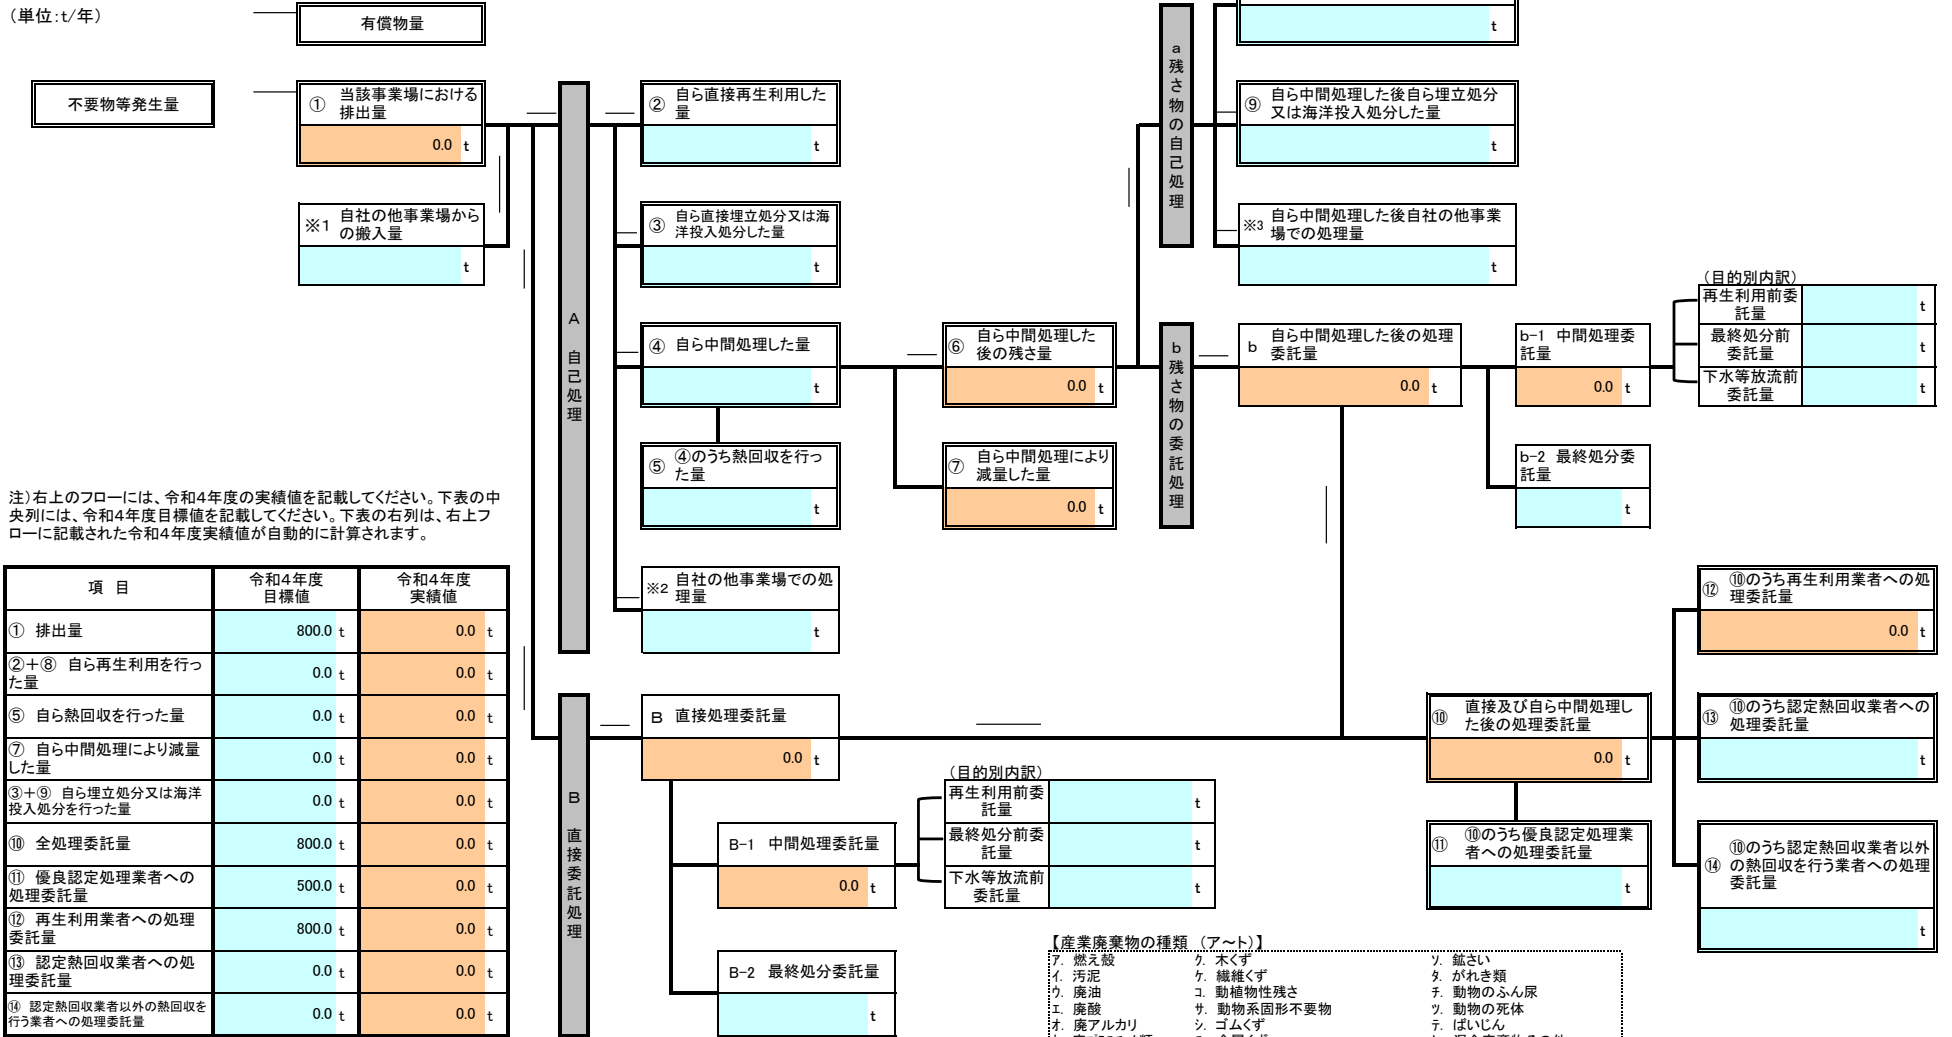 (単位:t/年)
有償物量
t
不要物等発生量
① 当該事業場における
排出量
0.0 t
※1 自社の他事業場から
の搬入量
t
A 自己処理
② 自ら直接再生利用した
量
t
③ 自ら直接埋立処分又は海
洋投入処分した量
t
④ 自ら中間処理した量
t
⑤ ④のうち熱回収を行っ
た量
t
※2 自社の他事業場での処
理量
t
⑥ 自ら中間処理した
後の残さ量
0.0 t
⑦ 自ら中間処理により
減量した量
0.0 t
a 残さ物の自己処理
⑨ 自ら中間処理した後自ら埋立処分
又は海洋投入処分した量
t
※3 自ら中間処理した後自社の他事業
場での処理量
t
b 残さ物の委託処理
b 自ら中間処理した後の処理
委託量
0.0 t
b-1 中間処理委
託量
0.0 t
b-2 最終処分委
託量
t
(目的別内訳)
再生利用前委
託量
t
最終処分前
委託量
t
下水等放流前
委託量
t
注)右上のフローには、令和4年度の実績値を記載してください。下表の中
央列には、令和4年度目標値を記載してください。下表の右列は、右上フ
ローに記載された令和4年度実績値が自動的に計算されます。
項 目 令和4年度
目標値 令和4年度
実績値
① 排出量 800.0 t 0.0 t
②+⑧ 自ら再生利用を行っ
た量 0.0 t 0.0 t
⑤ 自ら熱回収を行った量 0.0 t 0.0 t
⑦ 自ら中間処理により減量
した量 0.0 t 0.0 t
③+⑨ 自ら埋立処分又は海洋
投入処分を行った量 0.0 t 0.0 t
⑩ 全処理委託量 800.0 t 0.0 t
⑪ 優良認定処理業者への
処理委託量 500.0 t 0.0 t
⑫ 再生利用業者への処理
委託量 800.0 t 0.0 t
⑬ 認定熱回収業者への処
理委託量 0.0 t 0.0 t
⑭ 認定熱回収業者以外の熱回収を
行う業者への処理委託量 0.0 t 0.0 t
B 直接委託処理
B 直接処理委託量
0.0 t
B-1 中間処理委託量
0.0 t
B-2 最終処分委託量
t
(目的別内訳)
再生利用前委
託量
t
最終処分前委
託量
t
下水等放流前
委託量
t
⑩ 直接及び自ら中間処理し
た後の処理委託量
0.0 t
⑪ ⑩のうち優良認定処理業
者への処理委託量
t
⑫ ⑩のうち再生利用業者への処
理委託量
0.0 t
⑬ ⑩のうち認定熱回収業者への
処理委託量
t
⑭ ⑩のうち認定熱回収業者以外
の熱回収を行う業者への処理
委託量
t
【産業廃棄物の種類 (ア~ト)】
ア. 燃え殻 ク. 木くず ソ. 鉱さい
イ. 汚泥 ケ. 繊維くず タ. がれき類
ウ. 廃油 コ. 動植物性残さ チ. 動物のふん尿
エ. 廃酸 サ. 動物系固形不要物 ツ. 動物の死体
オ. 廃アルカリ シ. ゴムくず テ. ばいじん